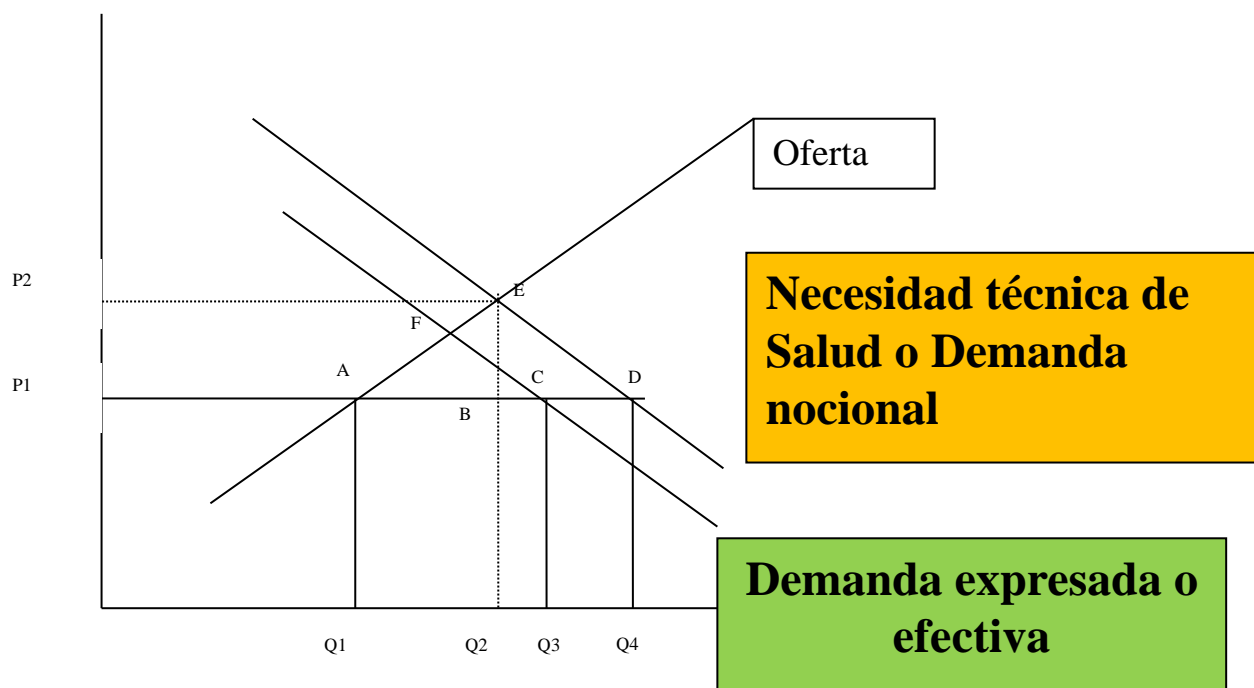 Oferta
P2
E
Necesidad técnica de
Salud o Demanda
nocional
F
A
P1
C
D
B
Demanda expresada o
efectiva
Q1
Q2
Q3
Q4